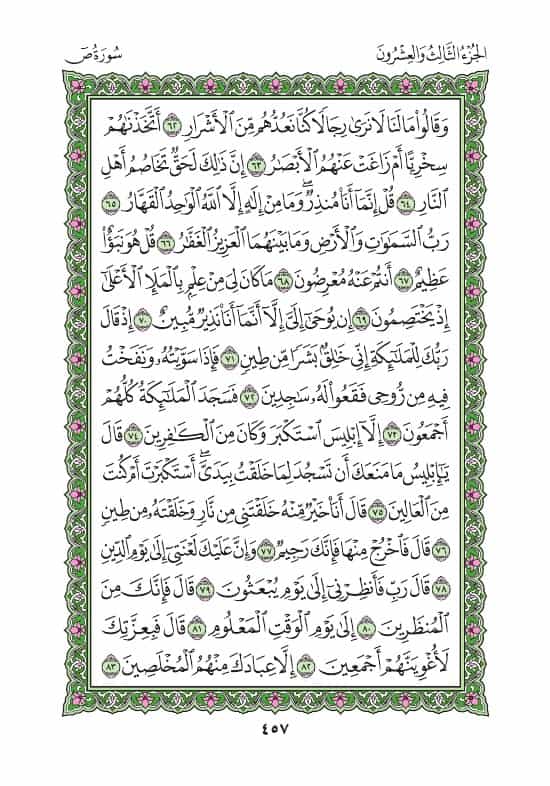 الجُزْءُ الثَّالِثُ وَالعِشْرُونَ
سُورَةُ صٓ
وَقَالُوا۟ مَا لَنَا لَا نَرَىٰ رِجَالًا كُنَّا نَعُدُّهُم مِّنَ ٱلْأَشْرَارِ ٦٢ أَتَّخَذْنَٰهُمْ
سِخْرِيًّا أَمْ زَاغَتْ عَنْهُمُ ٱلْأَبْصَٰرُ ٦٣ إِنَّ ذَٰلِكَ لَحَقٌّ تَخَاصُمُ أَهْلِ
ٱلنَّارِ ٦٤ قُلْ إِنَّمَآ أَنَا۠ مُنذِرٌ ۖ وَمَا مِنْ إِلَٰهٍ إِلَّا ٱللَّهُ ٱلْوَٰحِدُ ٱلْقَهَّارُ ٦٥
رَبُّ ٱلسَّمَٰوَٰتِ وَٱلْأَرْضِ وَمَا بَيْنَهُمَا ٱلْعَزِيزُ ٱلْغَفَّٰرُ ٦٦ قُلْ هُوَ نَبَؤٌا۟
عَظِيمٌ ٦٧ أَنتُمْ عَنْهُ مُعْرِضُونَ ٦٨ مَا كَانَ لِىَ مِنْ عِلْمٍۭ بِٱلْمَلَإِ ٱلْأَعْلَىٰٓ
إِذْ يَخْتَصِمُونَ ٦٩ إِن يُوحَىٰٓ إِلَىَّ إِلَّآ أَنَّمَآ أَنَا۠ نَذِيرٌ مُّبِينٌ ٧٠ إِذْ قَالَ
رَبُّكَ لِلْمَلَٰٓئِكَةِ إِنِّى خَٰلِقٌۢ بَشَرًا مِّن طِينٍ ٧١ فَإِذَا سَوَّيْتُهُۥ وَنَفَخْتُ
فِيهِ مِن رُّوحِى فَقَعُوا۟ لَهُۥ سَٰجِدِينَ ٧٢ فَسَجَدَ ٱلْمَلَٰٓئِكَةُ كُلُّهُمْ
أَجْمَعُونَ ٧٣ إِلَّآ إِبْلِيسَ ٱسْتَكْبَرَ وَكَانَ مِنَ ٱلْكَٰفِرِينَ ٧٤ قَالَ
يَٰٓإِبْلِيسُ مَا مَنَعَكَ أَن تَسْجُدَ لِمَا خَلَقْتُ بِيَدَىَّ ۖ أَسْتَكْبَرْتَ أَمْ كُنتَ
مِنَ ٱلْعَالِينَ ٧٥ قَالَ أَنَا۠ خَيْرٌ مِّنْهُ ۖ خَلَقْتَنِى مِن نَّارٍ وَخَلَقْتَهُۥ مِن طِينٍ
٧٦ قَالَ فَٱخْرُجْ مِنْهَا فَإِنَّكَ رَجِيمٌ ٧٧ وَإِنَّ عَلَيْكَ لَعْنَتِىٓ إِلَىٰ يَوْمِ ٱلدِّينِ
٧٨ قَالَ رَبِّ فَأَنظِرْنِىٓ إِلَىٰ يَوْمِ يُبْعَثُونَ ٧٩ قَالَ فَإِنَّكَ مِنَ
ٱلْمُنظَرِينَ ٨٠ إِلَىٰ يَوْمِ ٱلْوَقْتِ ٱلْمَعْلُومِ ٨١ قَالَ فَبِعِزَّتِكَ
لَأُغْوِيَنَّهُمْ أَجْمَعِينَ ٨٢ إِلَّا عِبَادَكَ مِنْهُمُ ٱلْمُخْلَصِينَ ٨٣
٤٥٧